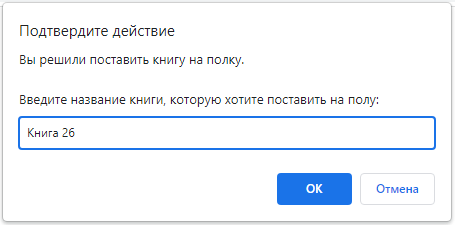 Подтвердите действие
Вы решили поставить книгу на полку.
Введите название книги, которую хотите поставить на полу:
Книга 26
ОК
Отмена